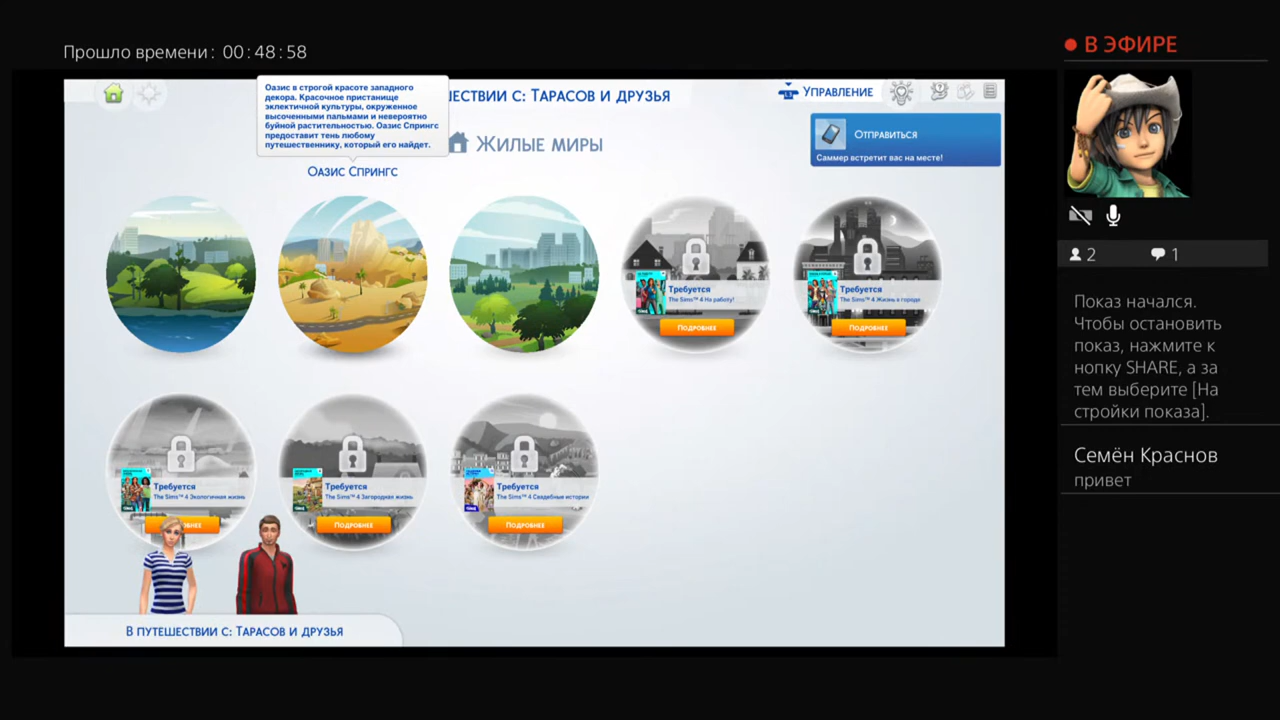 Прошло времени: 00:48:58
В ЭФИРЕ
Оазис в строгой красоте западного
декора. Красочное пристанище
эклектичной культуры, окруженное
высоченными пальмами и невероятно
буйной растительностью. Оазис Спрингс
предоставит тень любому
путешественнику, который его найдет.
ШЕСТВИИ С: ТАРАСОВ И ДРУЗЬЯ
УПРАВЛЕНИЕ
ЖИЛЫЕ МИРЫ
ОТПРАВИТЬСЯ
Саммер встретит вас на месте!
ОАЗИС СПРИНГС
Требуется
The Sims™ 4 На работу!
ПОДРОБНЕЕ
Требуется
The Sims™ 4 Жизнь в городе
ПОДРОБНЕЕ
Требуется
The Sims™ 4 Экологичная жизнь
Требуется
The Sims™ 4 Загородная жизнь
ПОДРОБНЕЕ
Требуется
The Sims™ 4 Свадебные истории
ПОДРОБНЕЕ
В ПУТЕШЕСТВИИ С: ТАРАСОВ И ДРУЗЬЯ
2
1
Показ начался.
Чтобы остановить
показ, нажмите к
нопку SHARE, а за
тем выберите [На
стройки показа].
Семён Краснов
привет